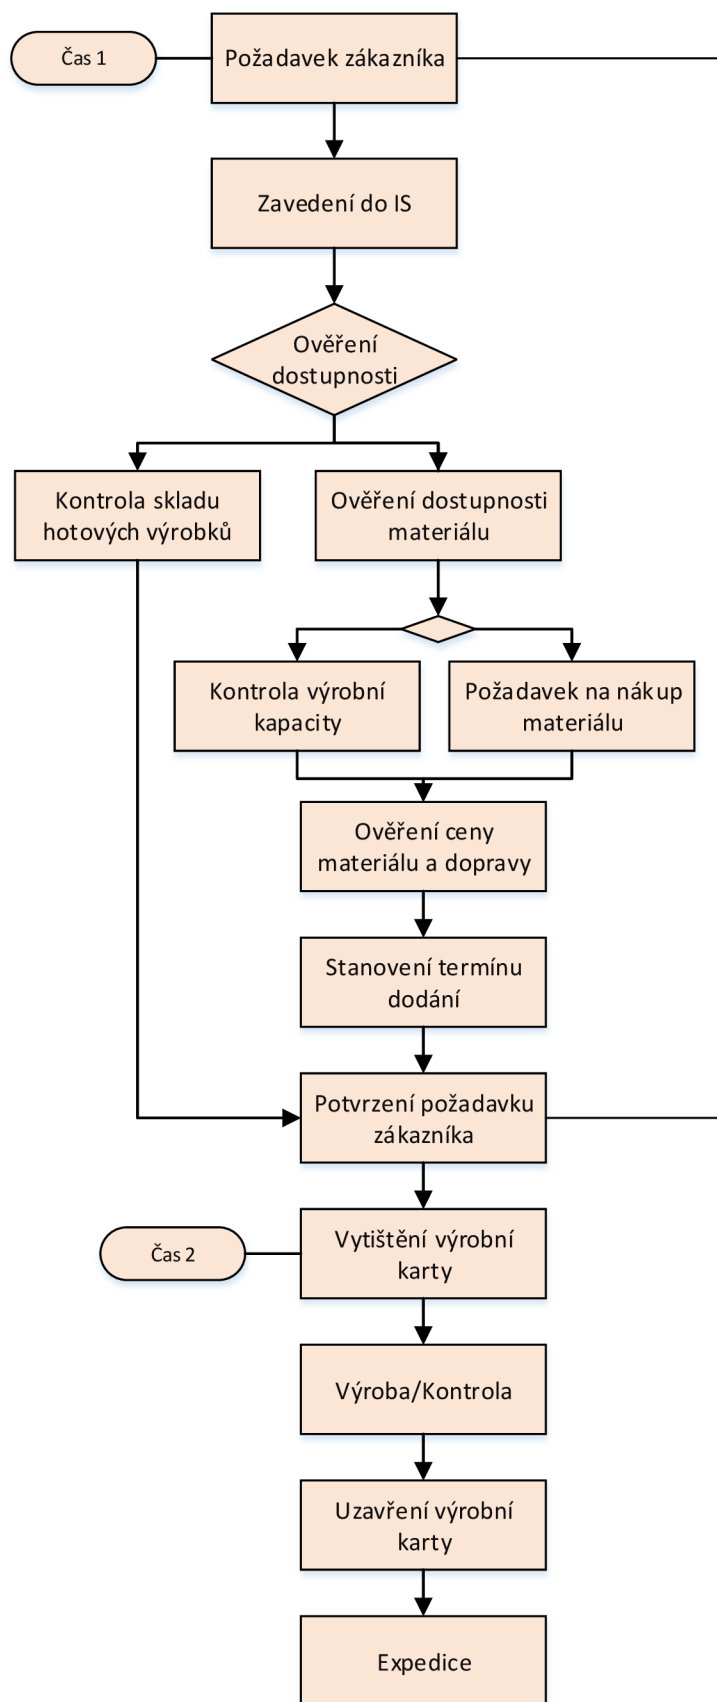 Čas 1
Požadavek zákazníka
Zavedení do IS
Ověření
dostupnosti
Kontrola skladu
hotových výrobků
Ověření dostupnosti
materiálu
Kontrola výrobní
kapacity
Požadavek na nákup
materiálu
Ověření ceny
materiálu a dopravy
Stanovení termínu
dodání
Potvrzení požadavku
zákazníka
Čas 2
Vytištění výrobní
karty
Výroba/Kontrola
Uzavření výrobní
karty
Expedice